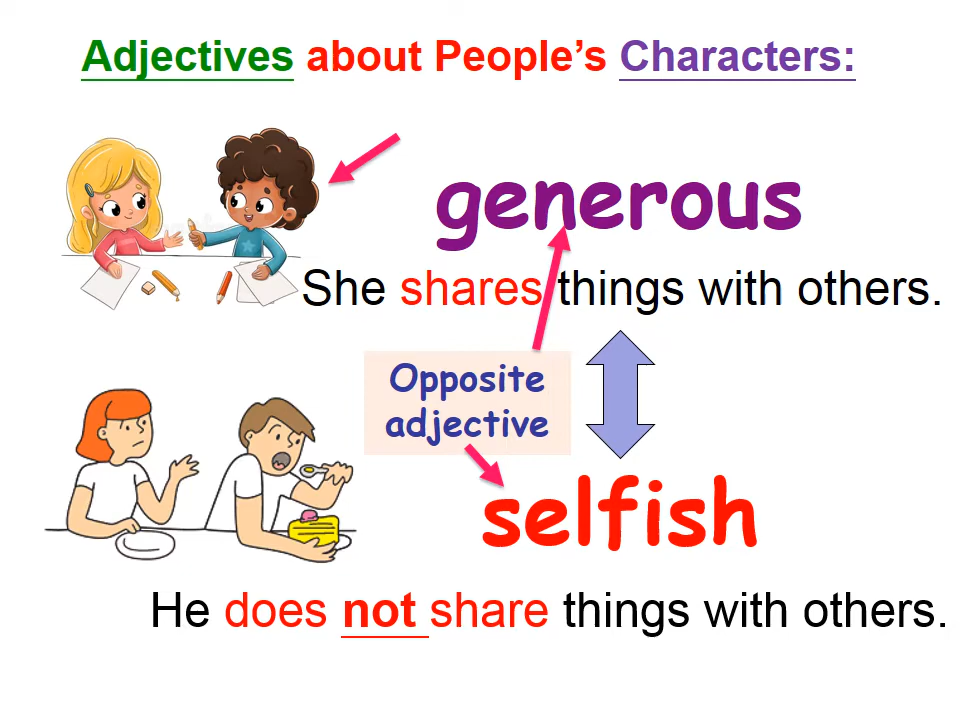 Adjectives about People’s Characters:
generous
She shares things with others.
Opposite
adjective
selfish
He does not share things with others.